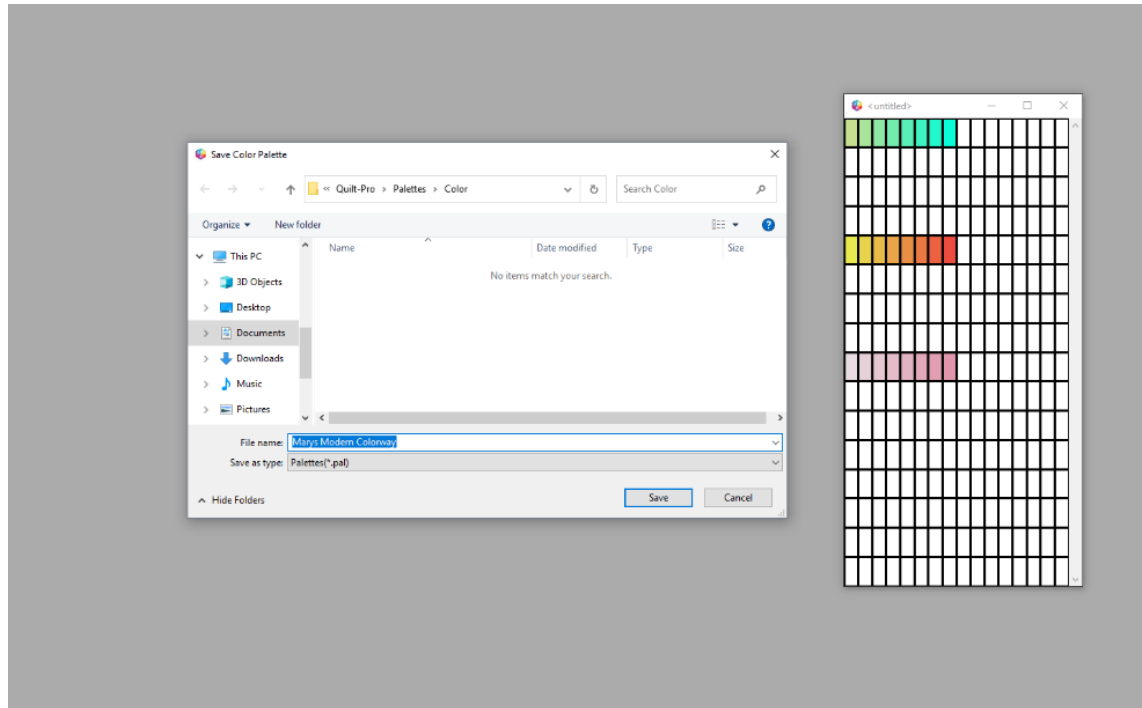 <untitled>
Save Color Palette
« Quilt-Pro › Palettes › Color
Search Color
Organize
New folder
Name
Date modified
Type
Size
This PC
No items match your search.
3D Objects
Desktop
Documents
Downloads
Music
Pictures
File name: Marys Modern Colorway
Save as type: Palettes(*.pal)
Hide Folders
Save
Cancel